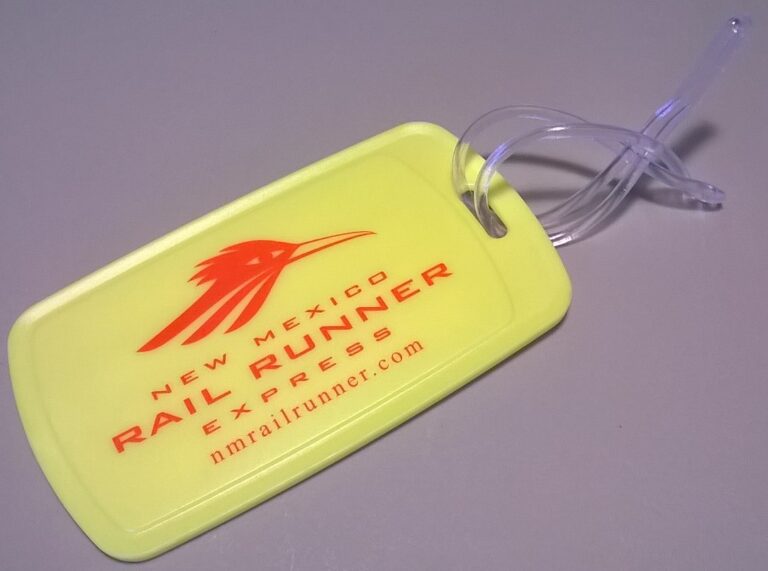 NEW MEXICO
RAIL RUNNER
EXPRESS
nmrailrunner.com